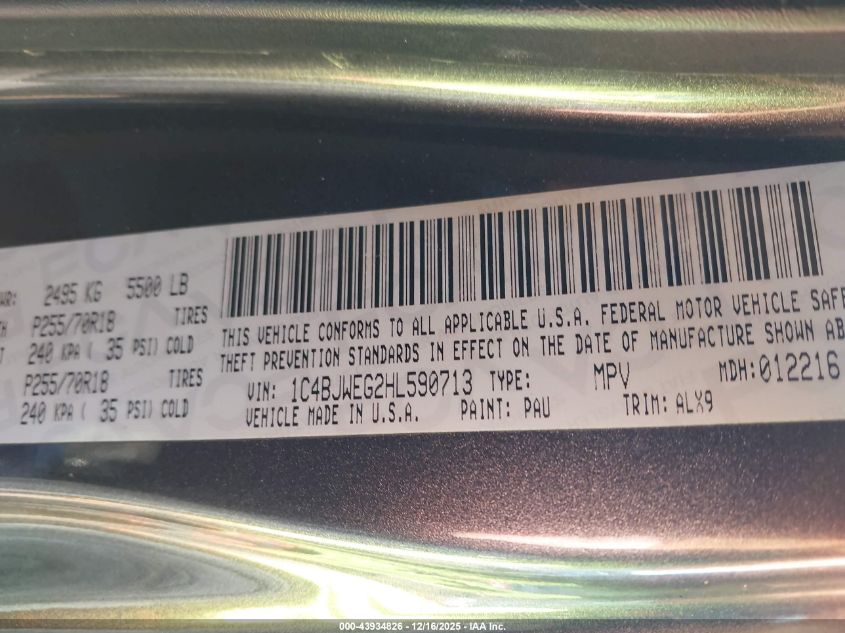 WR: 2495 KG 5500 LB
TH P255/70R18 TIRES
T 240 KPA ( 35 PSI) COLD
P255/70R18 TIRES
240 KPA ( 35 PSI) COLD
THIS VEHICLE CONFORMS TO ALL APPLICABLE U.S.A. FEDERAL MOTOR VEHICLE SAFE
THEFT PREVENTION STANDARDS IN EFFECT ON THE DATE OF MANUFACTURE SHOWN AB
VIN: 1C4BJWEG2HL590713 TYPE: MPV MDH: 012216
VEHICLE MADE IN U.S.A. PAINT: PAU TRIM: ALX9
000-43934826 - 12/16/2025 - IAA Inc.